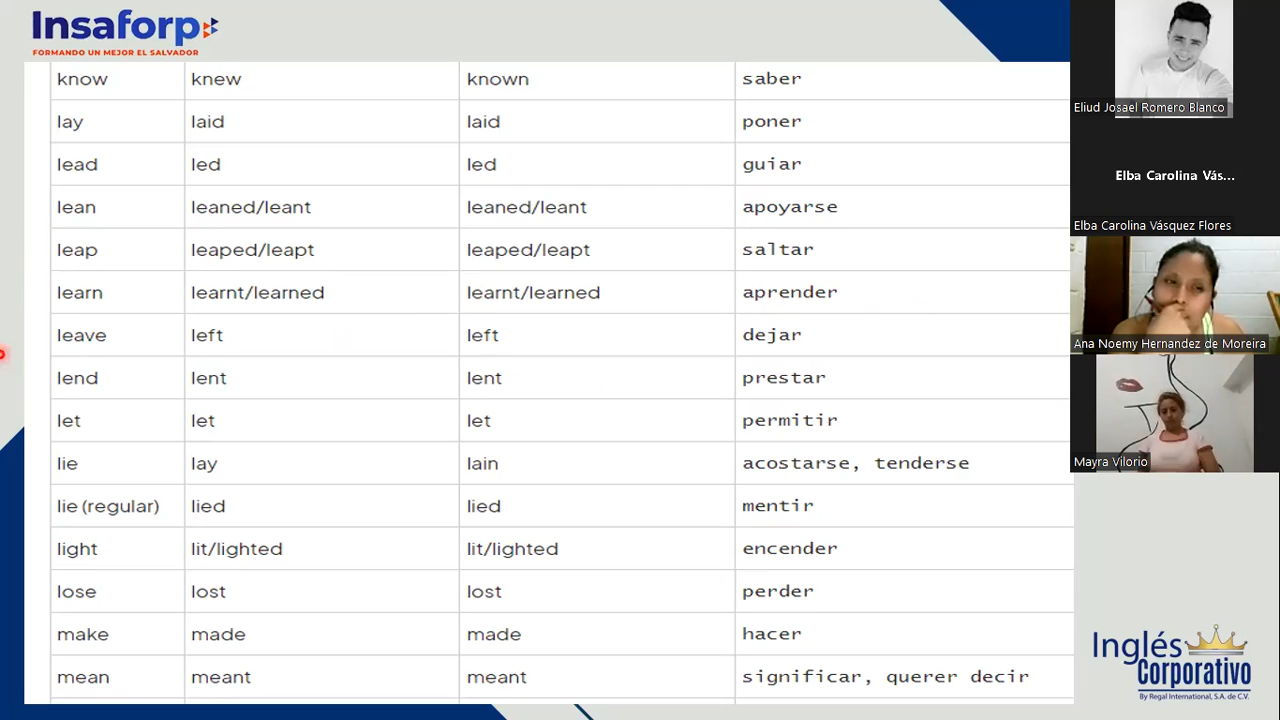 Insaforp
FORMANDO UN MEJOR EL SALVADOR
know knew known saber
lay laid laid poner
lead led led guiar
lean leaned/leant leaned/leant apoyarse
leap leaped/leapt leaped/leapt saltar
learn learnt/learned learnt/learned aprender
leave left left dejar
lend lent lent prestar
let let let permitir
lie lay lain acostarse, tenderse
lie (regular) lied lied mentir
light lit/lighted lit/lighted encender
lose lost lost perder
make made made hacer
mean meant meant significar, querer decir
Eliud Josael Romero Blanco
Elba Carolina Vás...
Elba Carolina Vásquez Flores
Ana Noemy Hernandez de Moreira
Mayra Vilorio
Inglés
Corporativo
By Regal International, S.A. de C.V.